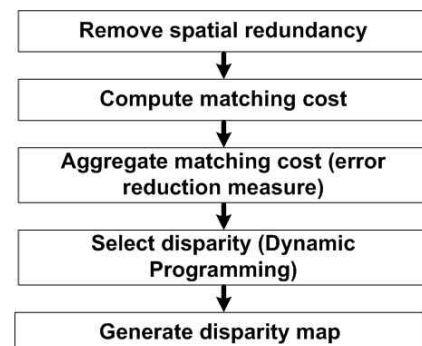 Remove spatial redundancy
Compute matching cost
Aggregate matching cost (error
reduction measure)
Select disparity (Dynamic
Programming)
Generate disparity map